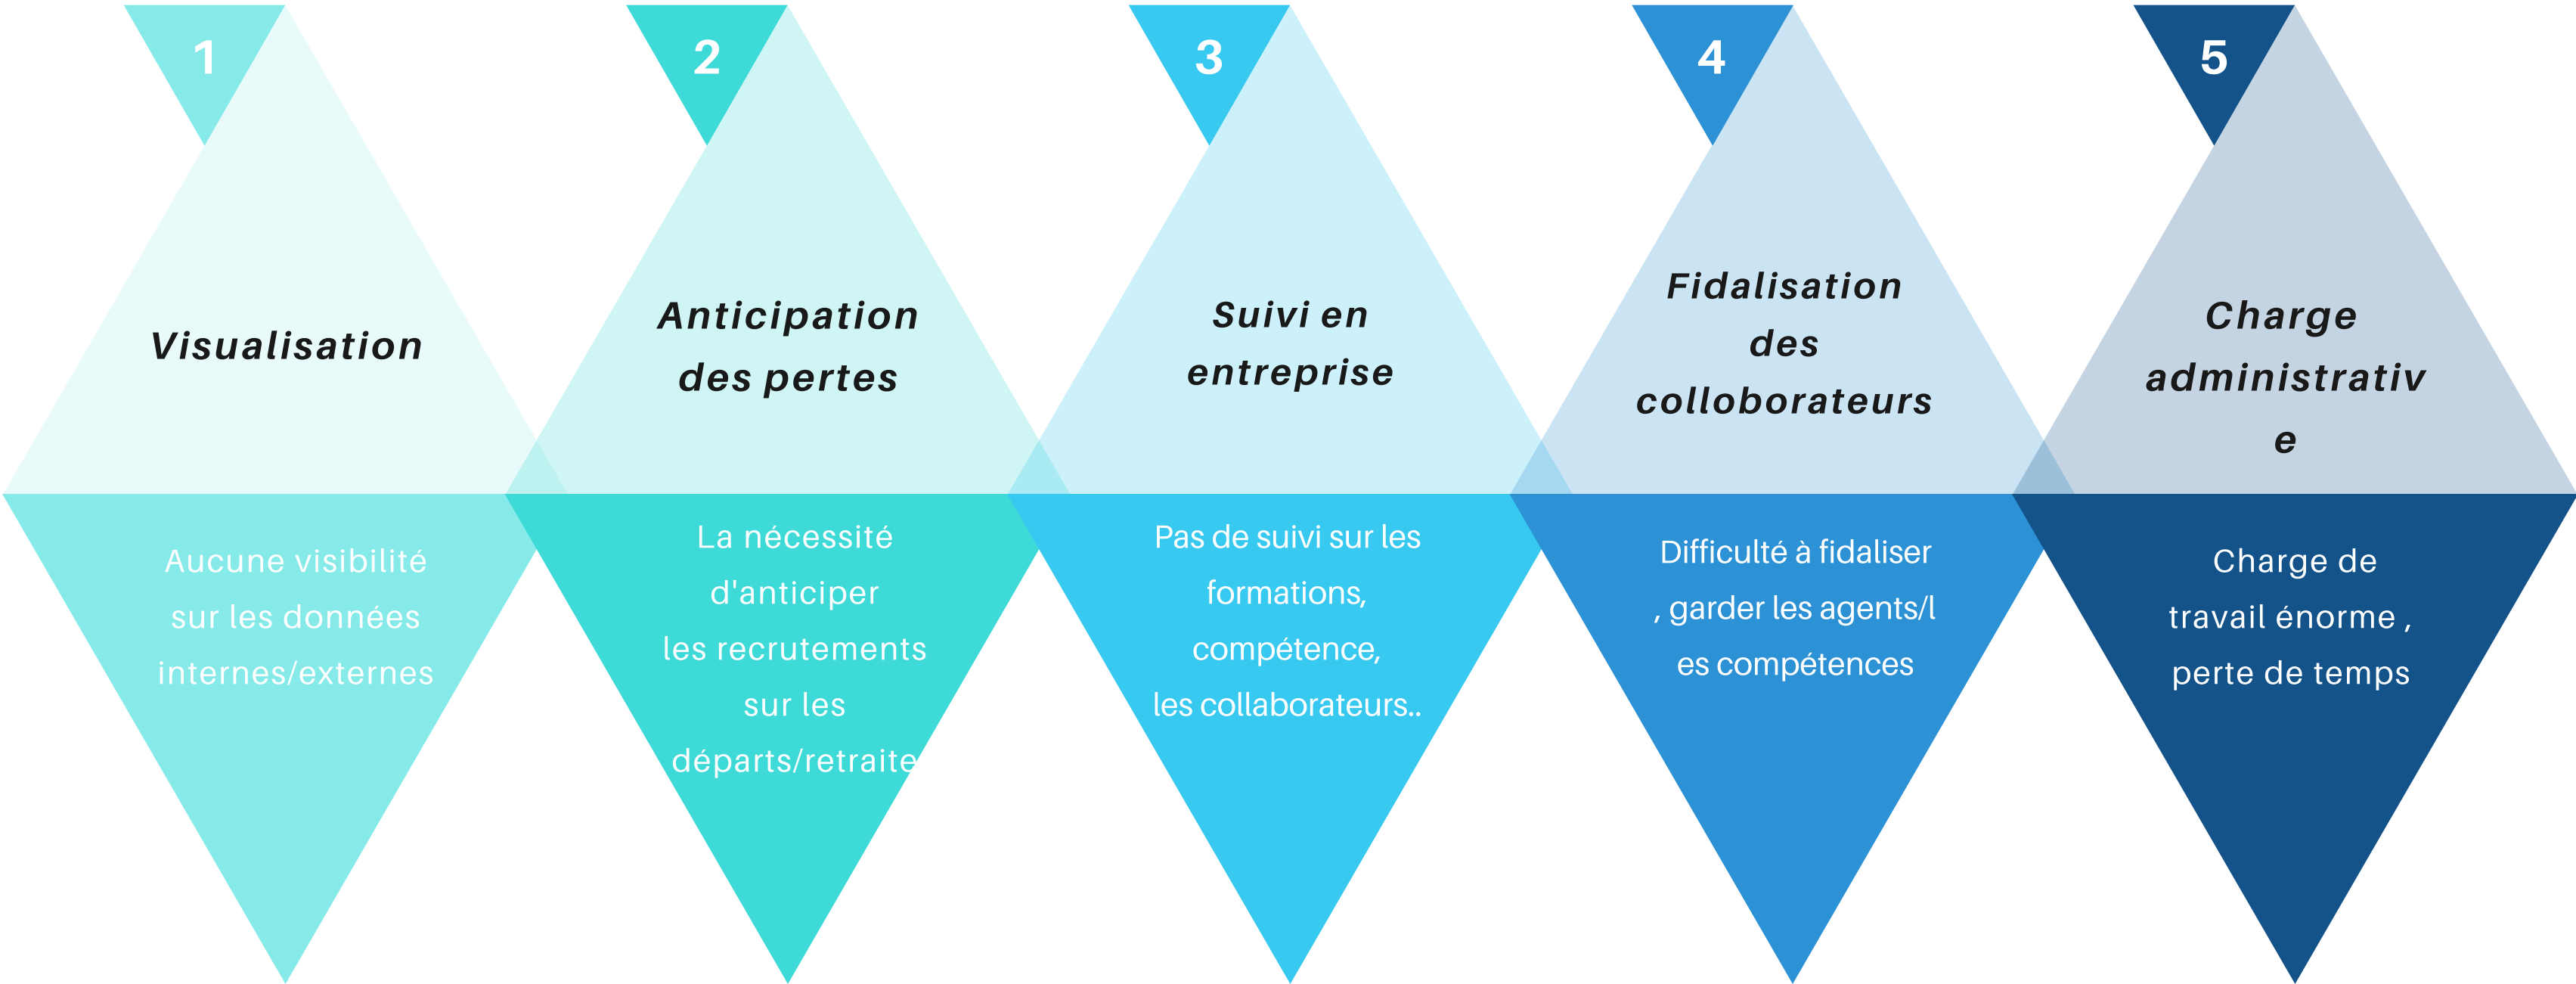 1
Visualisation
Aucune visibilité
sur les données
internes/externes
2
Anticipation
des pertes
La nécessité
d'anticiper
les recrutements
sur les
départs/retraite
3
Suivi en
entreprise
Pas de suivi sur les
formations,
compétence,
les collaborateurs..
4
Fidalisation
des
colloborateurs
Difficulté à fidaliser
, garder les agents/l
es compétences
5
Charge
administrativ
e
Charge de
travail énorme ,
perte de temps